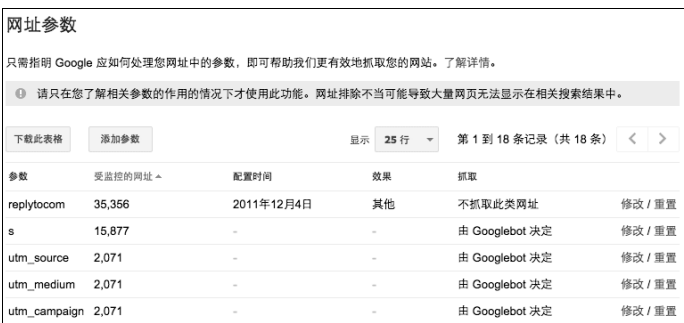 网址参数
只需指明 Google 应如何处理您网址中的参数，即可帮助我们更有效地抓取您的网站。了解详情。
请只在您了解相关参数的作用的情况下才使用此功能。网址排除不当可能导致大量网页无法显示在相关搜索结果中。
下载此表格 添加参数 显示 25 行 第 1 到 18 条记录（共 18 条）
参数 受监控的网址 配置时间 效果 抓取
replytocom 35,356 2011年12月4日 其他 不抓取此类网址 修改 / 重置
s 15,877 - - 由 Googlebot 决定 修改 / 重置
utm_source 2,071 - - 由 Googlebot 决定 修改 / 重置
utm_medium 2,071 - - 由 Googlebot 决定 修改 / 重置
utm_campaign 2,071 - - 由 Googlebot 决定 修改 / 重置